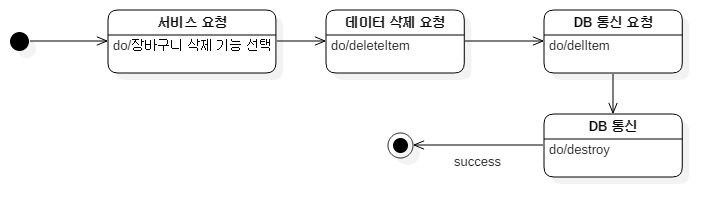 서비스 요청
do/장바구니 삭제 기능 선택
데이터 삭제 요청
do/deleteItem
DB 통신 요청
do/delItem
DB 통신
do/destroy
success